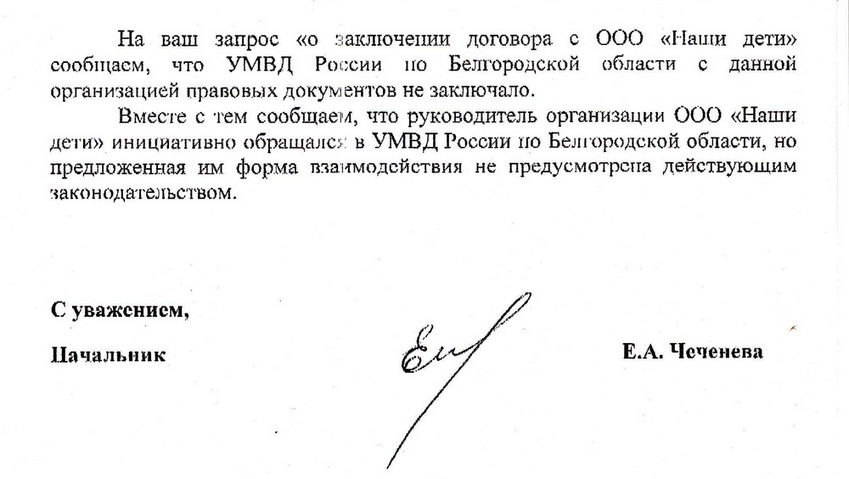 На ваш запрос «о заключении договора с ООО «Наши дети»
сообщаем, что УМВД России по Белгородской области с данной
организацией правовых документов не заключало.
Вместе с тем сообщаем, что руководитель организации ООО «Наши
дети» инициативно обращался в УМВД России по Белгородской области, но
предложенная им форма взаимодействия не предусмотрена действующим
законодательством.
С уважением,
Начальник
Е.А. Чеченева